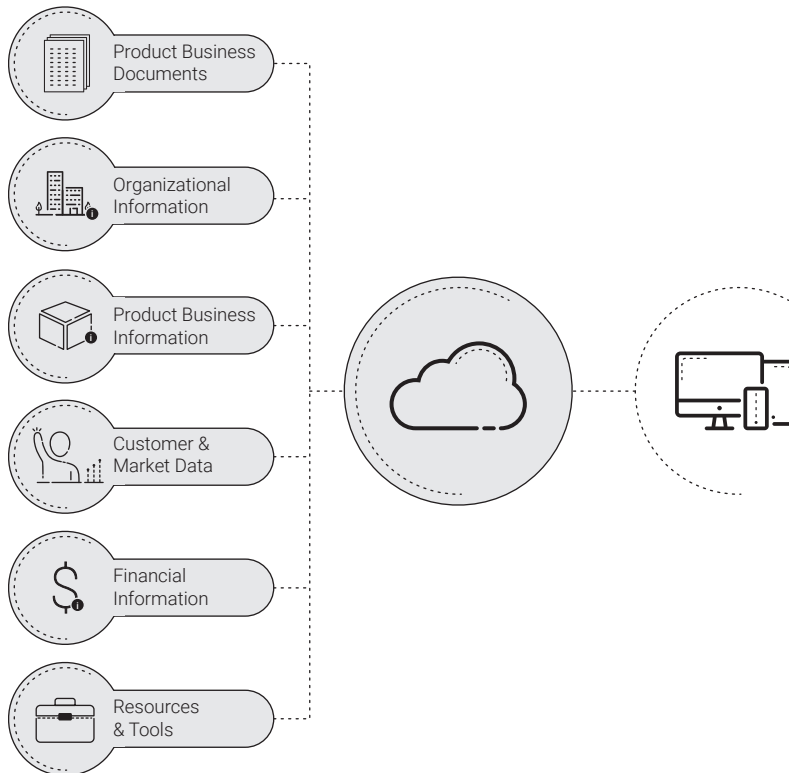 Product Business
Documents
Organizational
Information
Product Business
Information
Customer &
Market Data
Financial
Information
Resources
& Tools